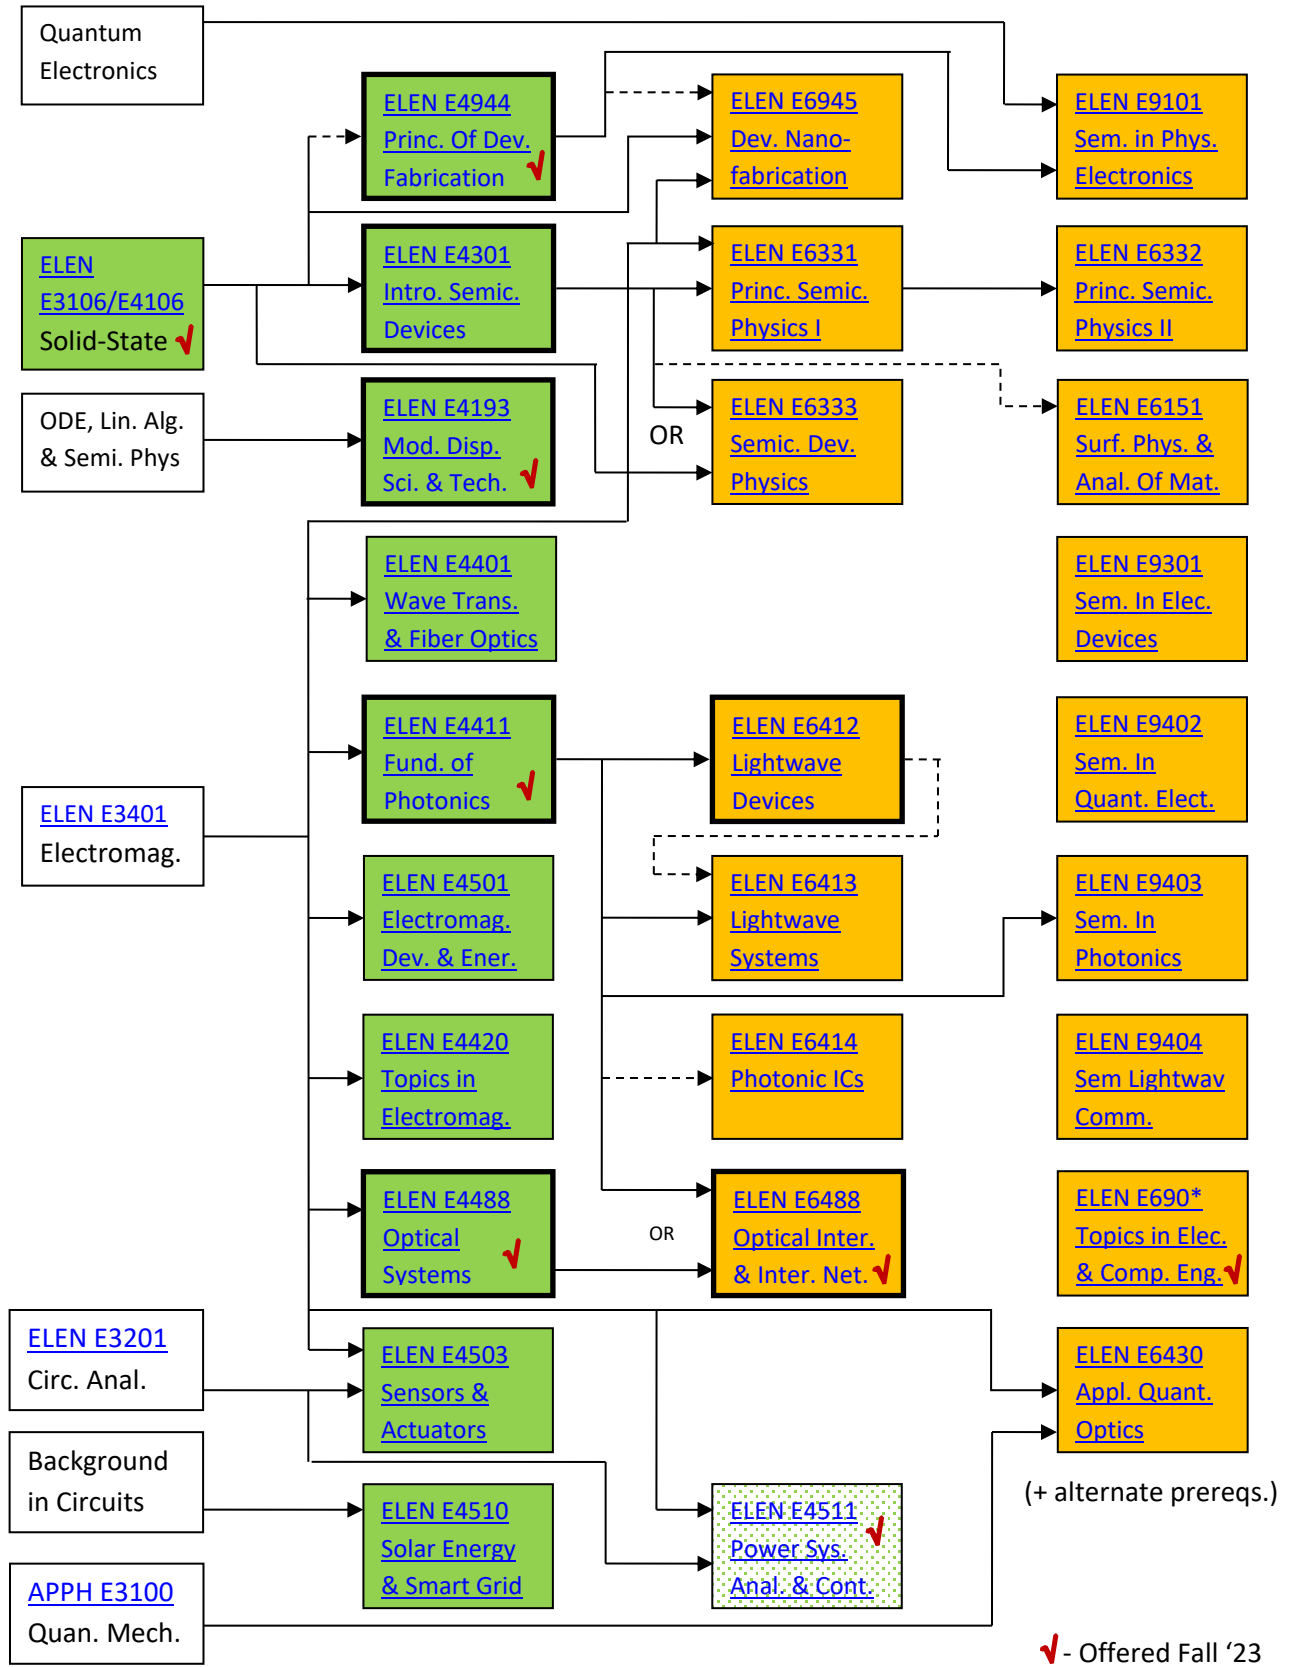 Quantum
Electronics
ELEN E4944
Princ. Of Dev.
Fabrication
ELEN E6945
Dev. Nano-
fabrication
ELEN E9101
Sem. in Phys.
Electronics
ELEN
E3106/E4106
Solid-State
ELEN E4301
Intro. Semic.
Devices
ELEN E6331
Princ. Semic.
Physics I
ELEN E6332
Princ. Semic.
Physics II
ODE, Lin. Alg.
& Semi. Phys
ELEN E4193
Mod. Disp.
Sci. & Tech.
OR
ELEN E6333
Semic. Dev.
Physics
ELEN E6151
Surf. Phys. &
Anal. Of Mat.
ELEN E4401
Wave Trans.
& Fiber Optics
ELEN E9301
Sem. In Elec.
Devices
ELEN E3401
Electromag.
ELEN E4411
Fund. of
Photonics
ELEN E6412
Lightwave
Devices
ELEN E9402
Sem. In
Quant. Elect.
ELEN E4501
Electromag.
Dev. & Ener.
ELEN E6413
Lightwave
Systems
ELEN E9403
Sem. In
Photonics
ELEN E4420
Topics in
Electromag.
ELEN E6414
Photonic ICs
ELEN E9404
Sem Lightwav
Comm.
ELEN E4488
Optical
Systems
OR
ELEN E6488
Optical Inter.
& Inter. Net.
ELEN E690*
Topics in Elec.
& Comp. Eng.
ELEN E3201
Circ. Anal.
ELEN E4503
Sensors &
Actuators
ELEN E6430
Appl. Quant.
Optics
(+ alternate prereqs.)
Background
in Circuits
ELEN E4510
Solar Energy
& Smart Grid
ELEN E4511
Power Sys.
Anal. & Cont.
APPH E3100
Quan. Mech.
√ - Offered Fall ‘23